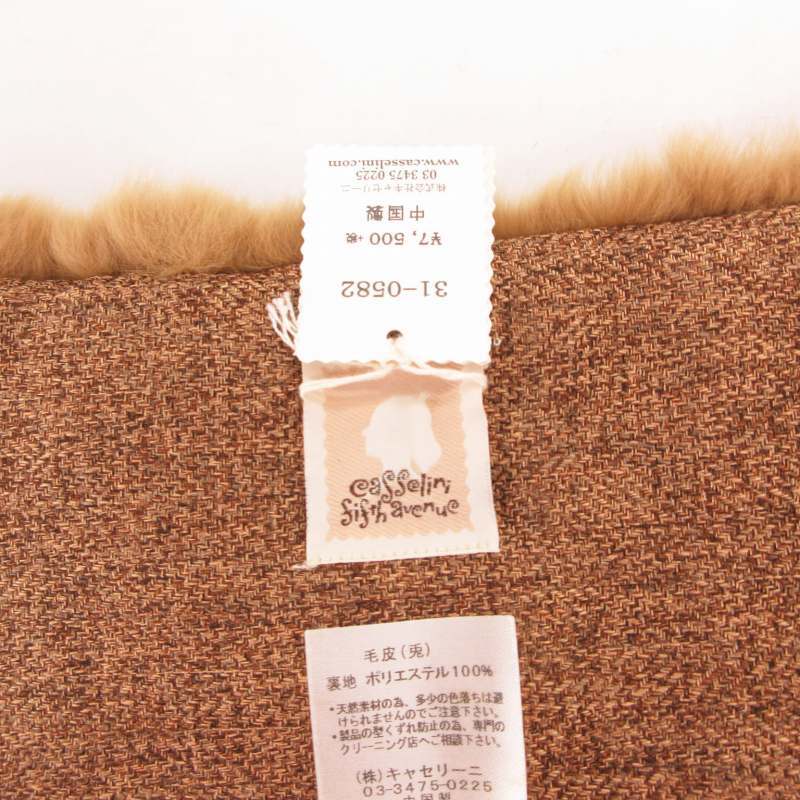 31-0582
¥7,500 +税
中国製
株式会社キャセリーニ
03 3475 0225
www.casselini.com
casselini
fifth avenue
毛皮(兎)
裏地 ポリエステル100%
・天然素材の為、多少の色落ちは避
けられませんのでご注意下さい。
・製品の型くずれ防止の為、専門の
クリーニング店へご相談下さい。
(株)キャセリーニ
03-3475-0225
中国製